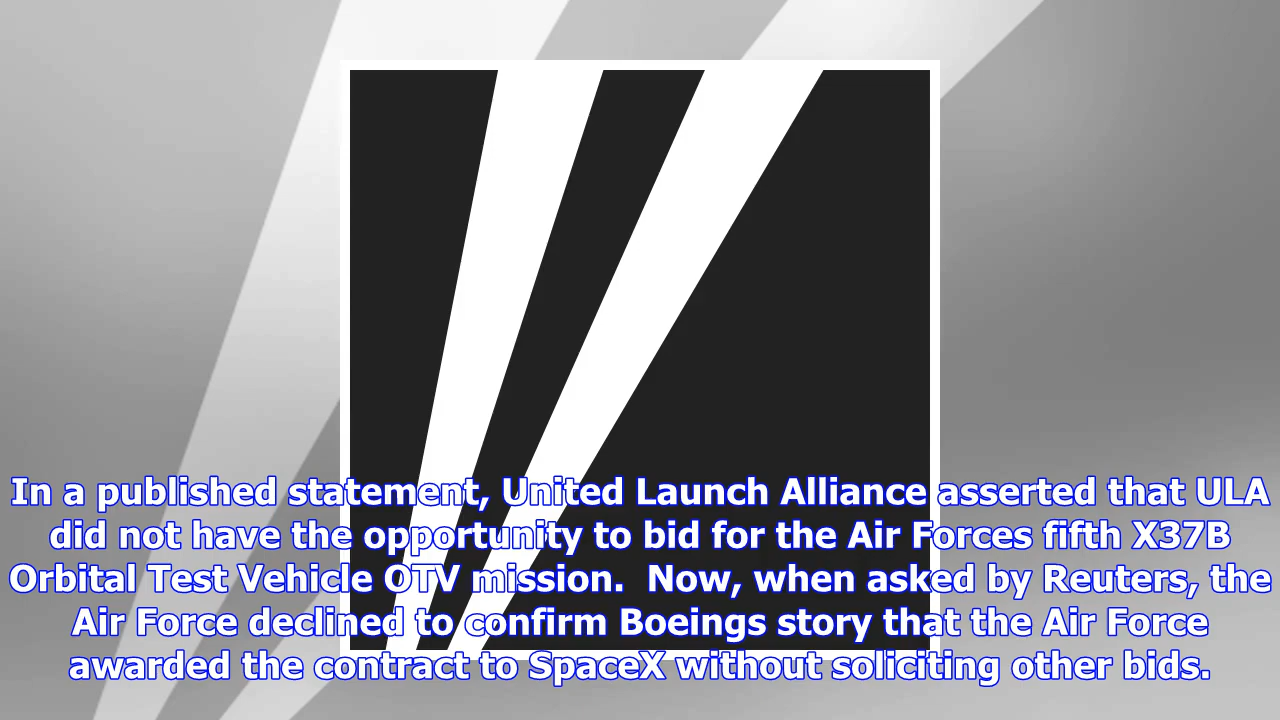 In a published statement, United Launch Alliance asserted that ULA
did not have the opportunity to bid for the Air Forces fifth X37B
Orbital Test Vehicle OTV mission.  Now, when asked by Reuters, the
Air Force declined to confirm Boeings story that the Air Force
awarded the contract to SpaceX without soliciting other bids.